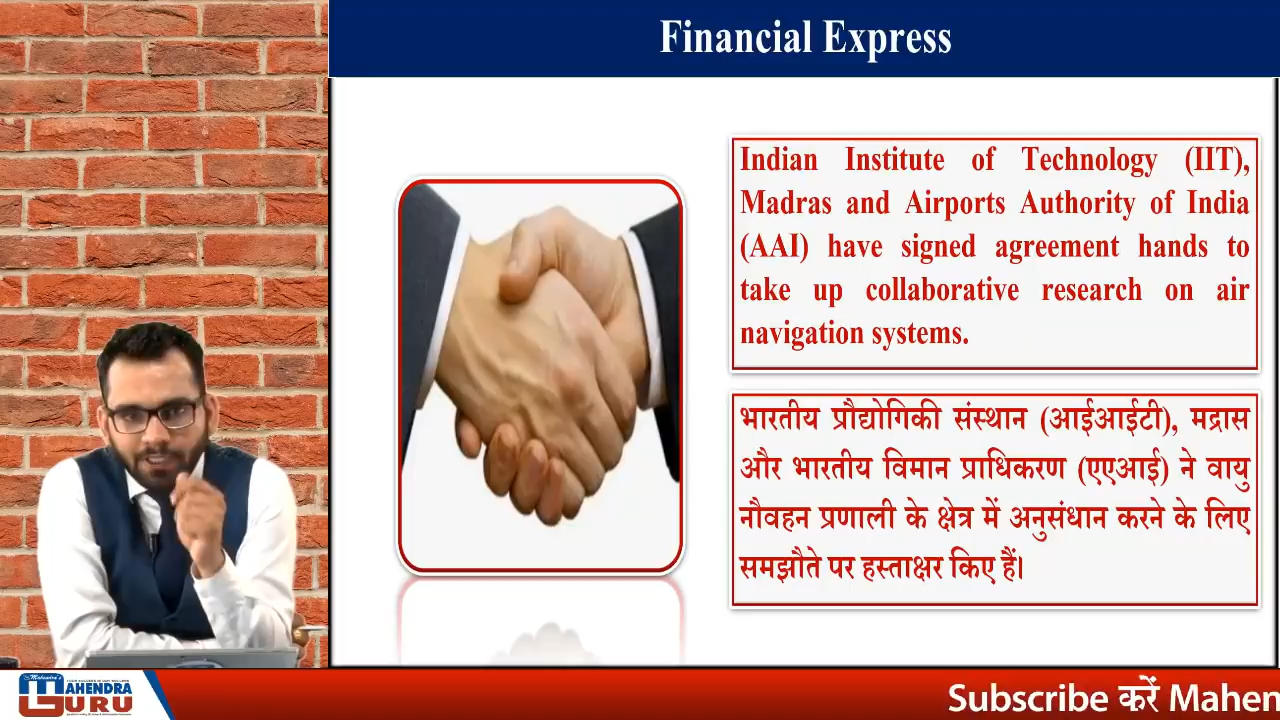 Financial Express
Indian Institute of Technology (IIT),
Madras and Airports Authority of India
(AAI) have signed agreement hands to
take up collaborative research on air
navigation systems.
भारतीय प्रौद्योगिकी संस्थान (आईआईटी), मद्रास
और भारतीय विमान प्राधिकरण (एएआई) ने वायु
नौवहन प्रणाली के क्षेत्र में अनुसंधान करने के लिए
समझौते पर हस्ताक्षर किए हैं।
Mahendra's
MAHENDRA
GURU
Subscribe करें Mahen